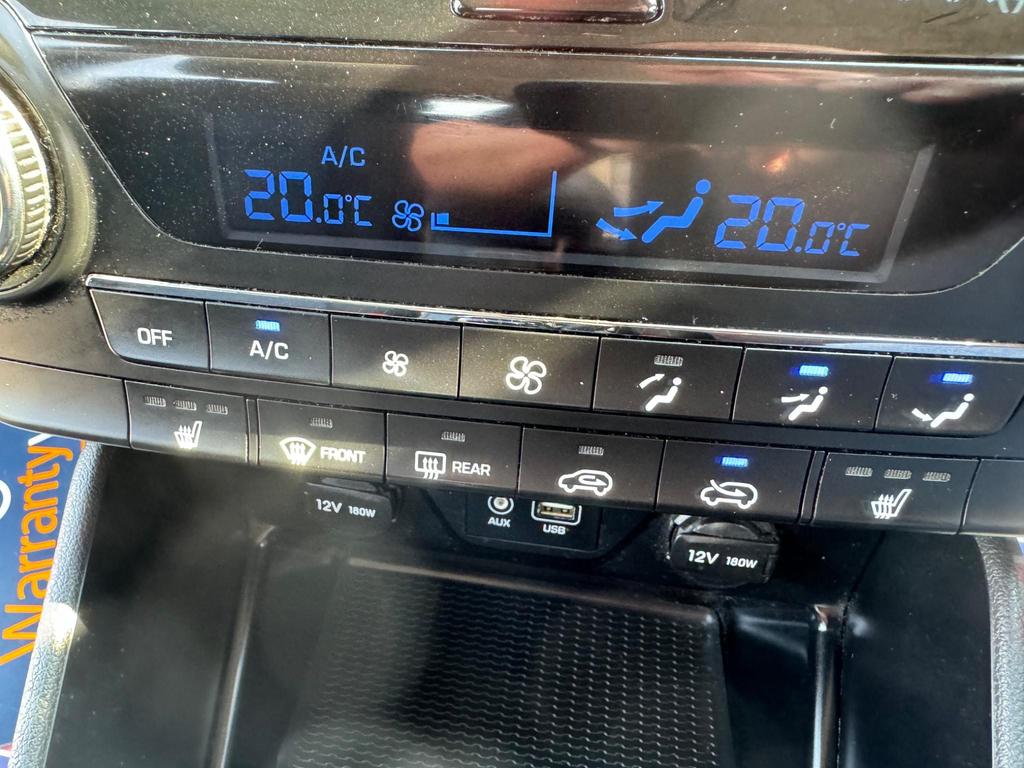 A/C
20.0°C
20.0°C
OFF
A/C
FRONT
REAR
12V 180W
AUX
USB
12V 180W
Warranty